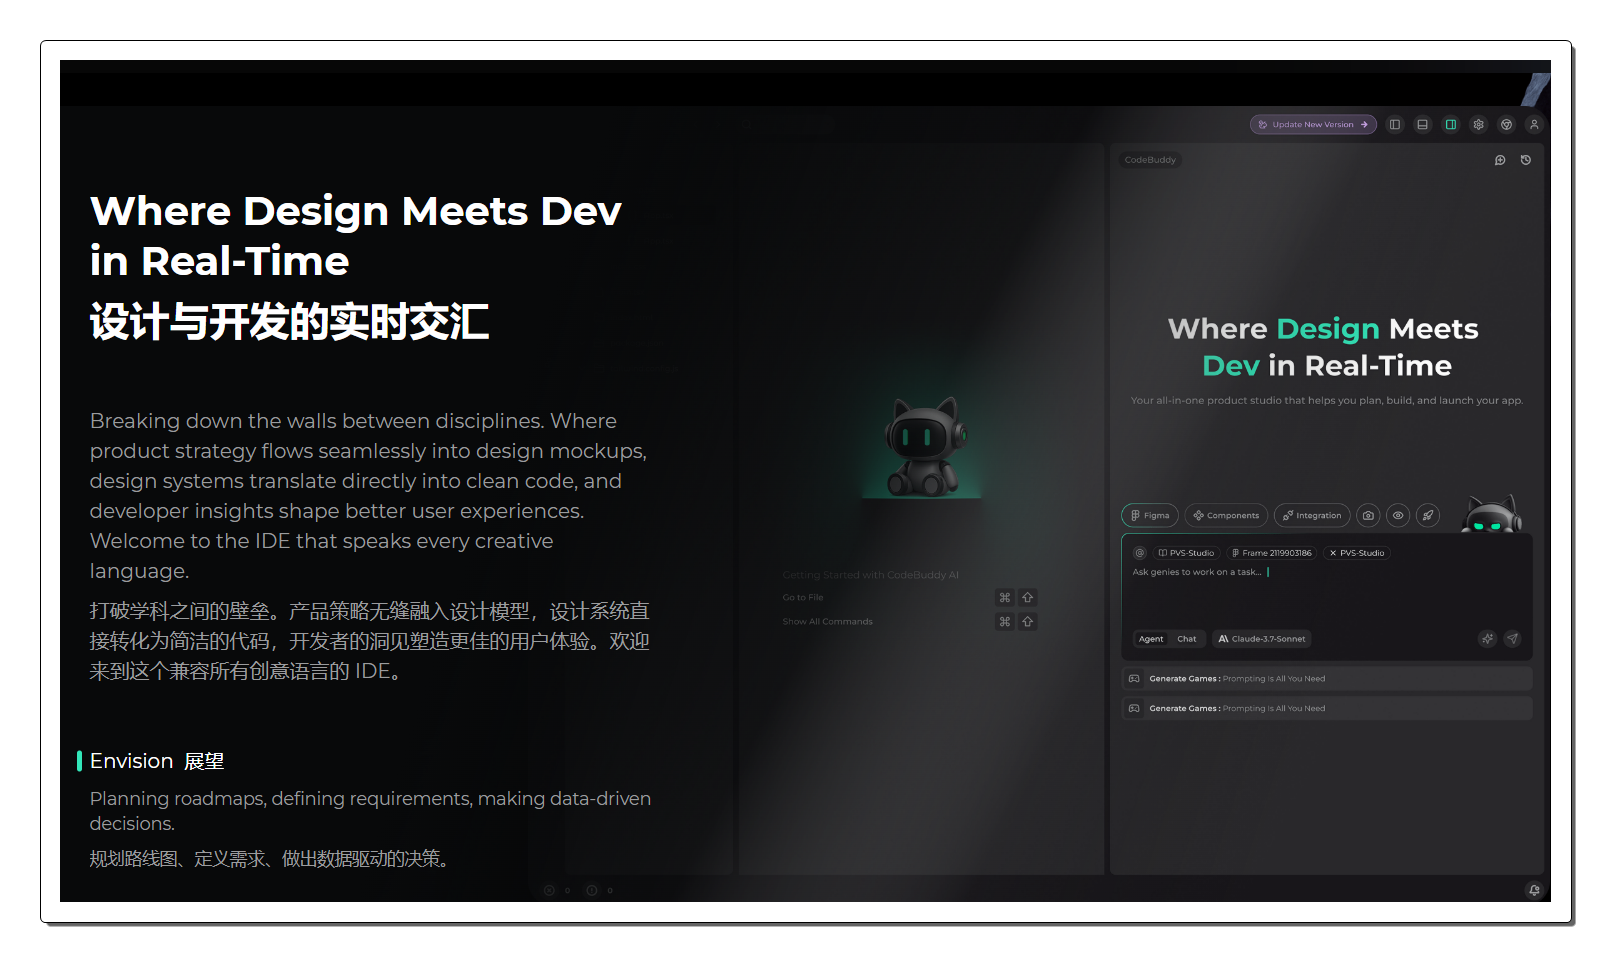 Update New Version
CodeBuddy
Where Design Meets Dev
in Real-Time
设计与开发的实时交汇
Breaking down the walls between disciplines. Where
product strategy flows seamlessly into design mockups,
design systems translate directly into clean code, and
developer insights shape better user experiences.
Welcome to the IDE that speaks every creative
language.
打破学科之间的壁垒。产品策略无缝融入设计模型，设计系统直
接转化为简洁的代码，开发者的洞见塑造更佳的用户体验。欢迎
来到这个兼容所有创意语言的 IDE。
Envision 展望
Planning roadmaps, defining requirements, making data-driven
decisions.
规划路线图、定义需求、做出数据驱动的决策。
Getting Started with CodeBuddy AI
Go to File
Show All Commands
0 0
Where Design Meets
Dev in Real-Time
Your all-in-one product studio that helps you plan, build, and launch your app.
Figma Components Integration
PVS-Studio Frame 2119903186 PVS-Studio
Ask genies to work on a task...
Agent Chat Claude-3.7-Sonnet
Generate Games : Prompting Is All You Need
Generate Games : Prompting Is All You Need